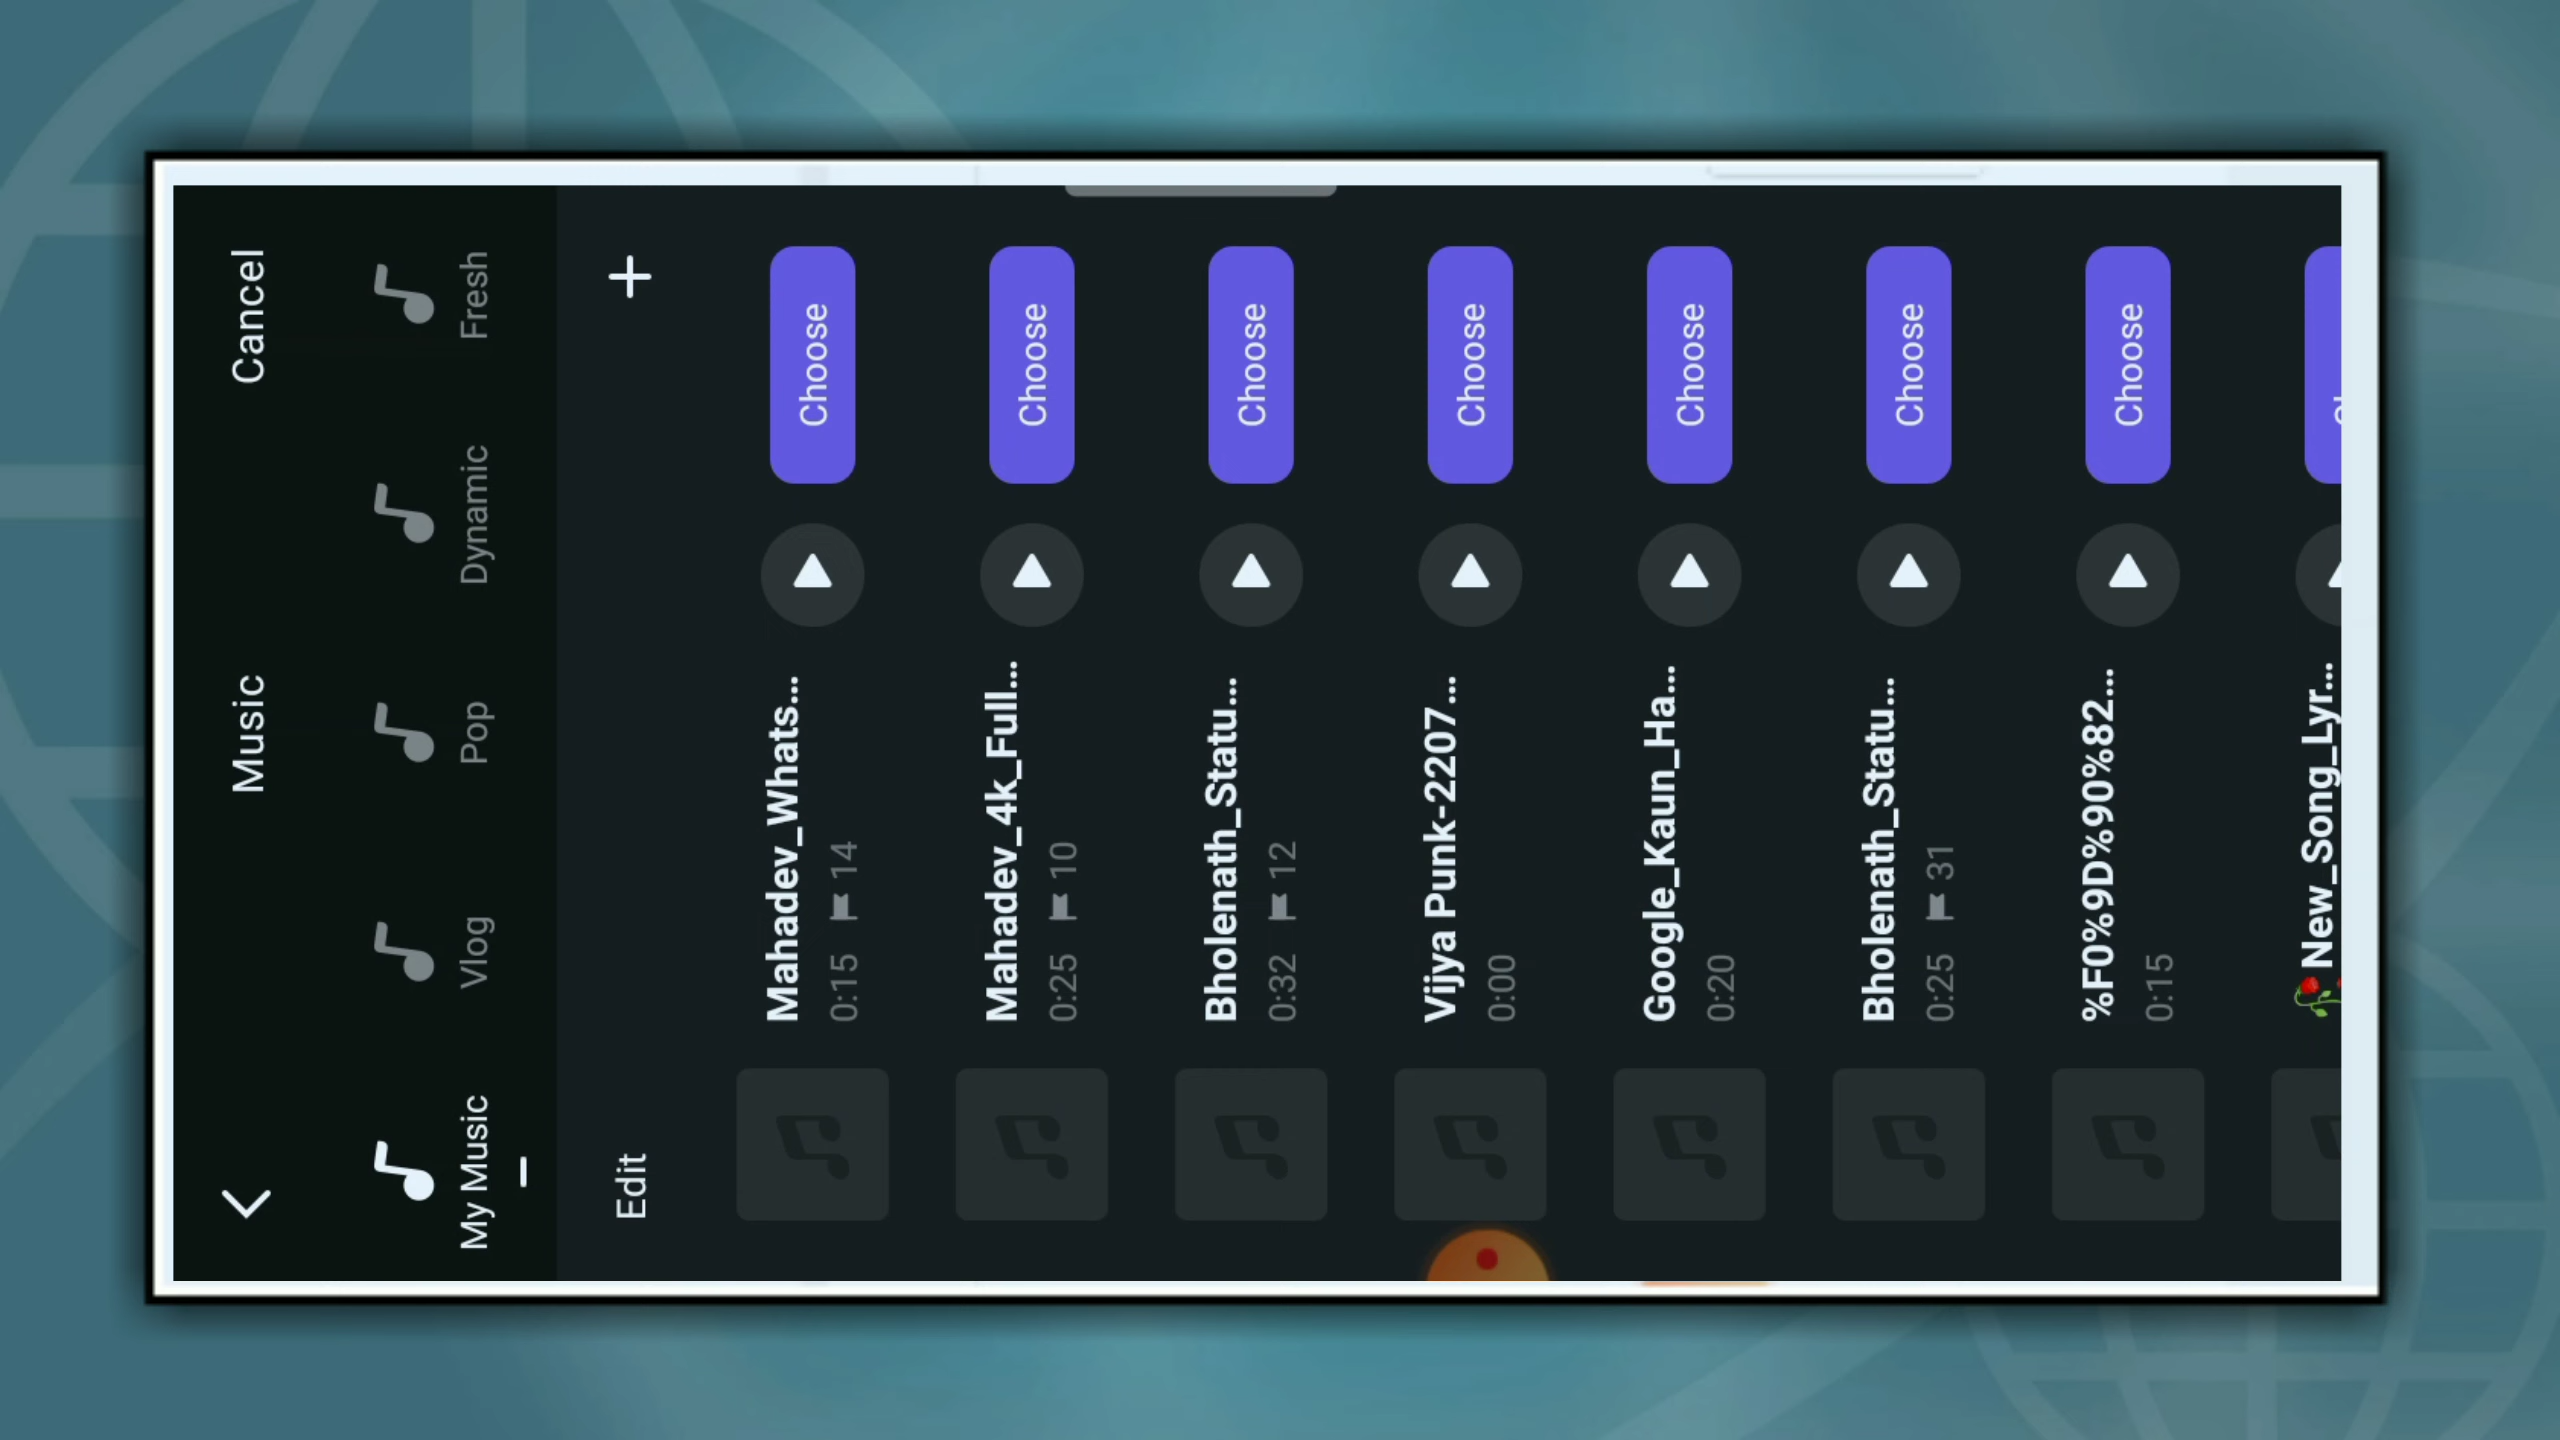 Music
Cancel
My Music
Vlog
Pop
Dynamic
Fresh
Edit
Mahadev_Whats...
0:15 14
Choose
Mahadev_4k_Full...
0:25 10
Choose
Bholenath_Statu...
0:32 12
Choose
Vijya Punk-2207...
0:00
Choose
Google_Kaun_Ha...
0:20
Choose
Bholenath_Statu...
0:25 31
Choose
%F0%9D%90%82...
0:15
Choose
🌹New_Song_Lyr...